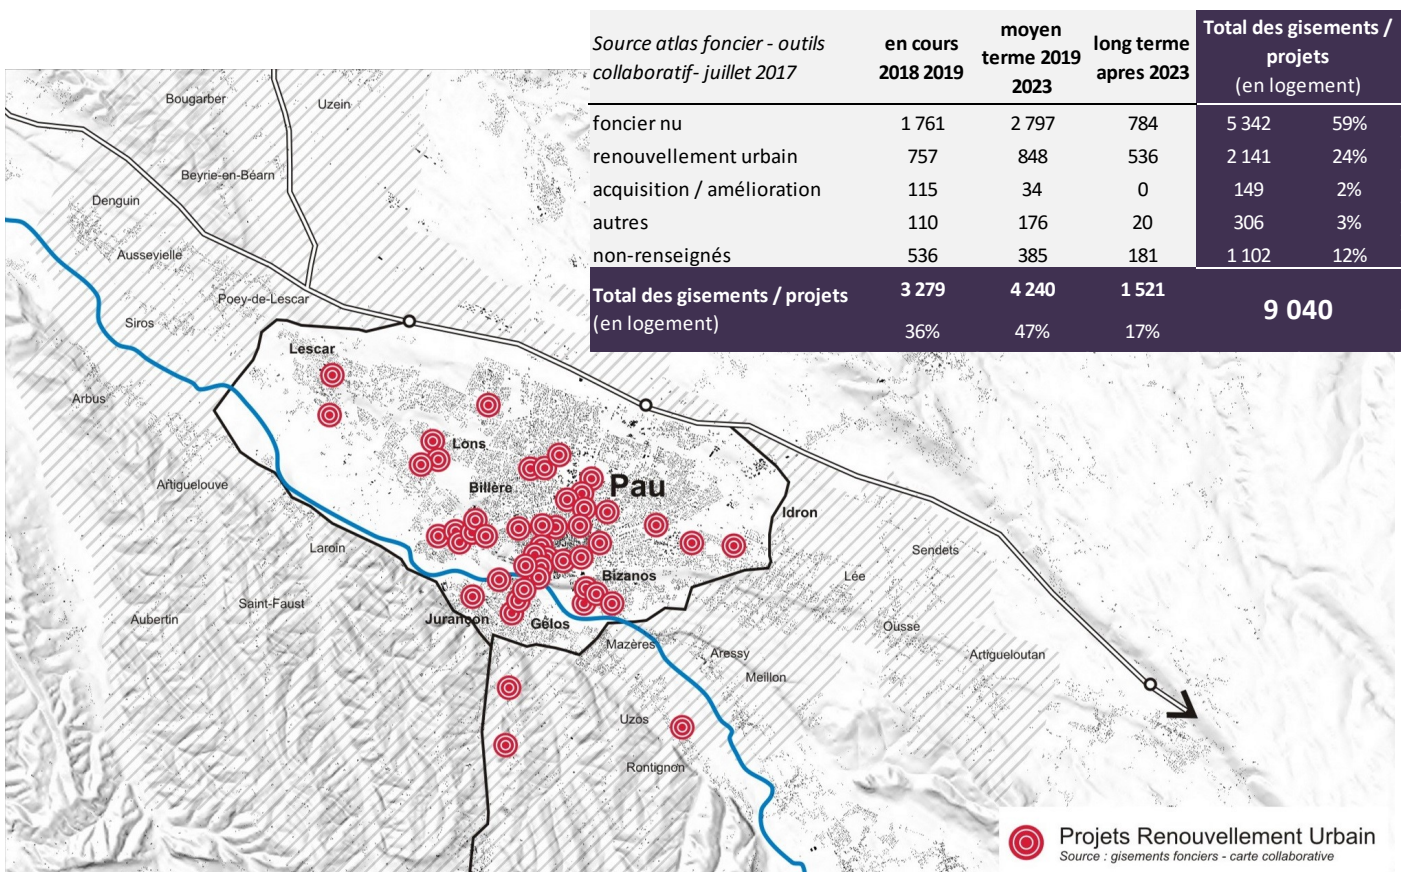 Source atlas foncier - outils
collaboratif- juillet 2017
en cours
2018 2019
moyen
terme 2019
2023
long terme
apres 2023
Total des gisements /
projets
(en logement)
foncier nu 1 761 2 797 784 5 342 59%
renouvellement urbain 757 848 536 2 141 24%
acquisition / amélioration 115 34 0 149 2%
autres 110 176 20 306 3%
non-renseignés 536 385 181 1 102 12%
Total des gisements / projets
(en logement)
3 279 4 240 1 521
36% 47% 17%
9 040
Bougarber
Uzein
Beyrie-en-Béarn
Denguin
Aussevielle
Poey-de-Lescar
Siros
Lescar
Arbus
Lons
Artiguelouve
Billère
Pau
Idron
Laroin
Sendets
Bizanos
Lée
Saint-Faust
Aubertin
Jurançon
Gélos
Ousse
Mazères
Aressy
Artigueloutan
Meillon
Uzos
Rontignon
Projets Renouvellement Urbain
Source : gisements fonciers - carte collaborative